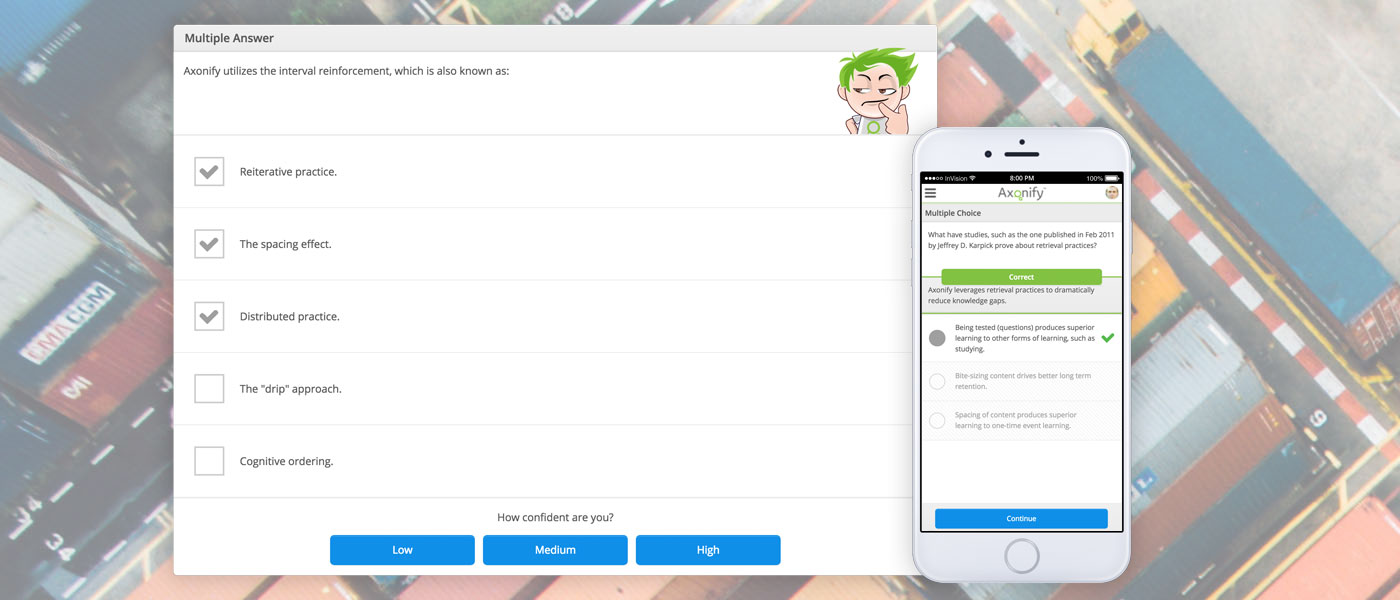 Multiple Answer
Axonify utilizes the interval reinforcement, which is also known as:
Reiterative practice.
The spacing effect.
Distributed practice.
The "drip" approach.
Cognitive ordering.
How confident are you?
Low
Medium
High
InVision
8:00 PM
100%
Axonify
Multiple Choice
What have studies, such as the one published in Feb 2011
by Jeffrey D. Karpick prove about retrieval practices?
Correct
Axonify leverages retrieval practices to dramatically
reduce knowledge gaps.
Being tested (questions) produces superior
learning to other forms of learning, such as
studying.
Bite-sizing content drives better long term
retention.
Spacing of content produces superior
learning to one-time event learning.
Continue
CMA CGM
34
34
9